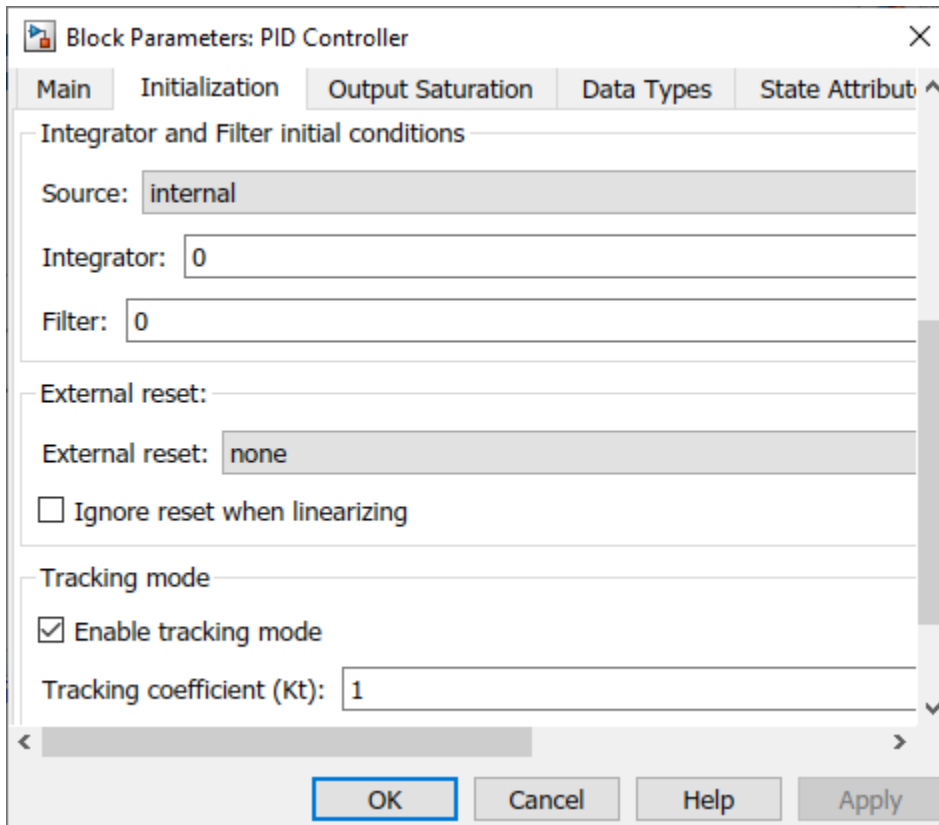 Block Parameters: PID Controller
Main Initialization Output Saturation Data Types State Attribut
Integrator and Filter initial conditions
Source: internal
Integrator: 0
Filter: 0
External reset:
External reset: none
Ignore reset when linearizing
Tracking mode
Enable tracking mode
Tracking coefficient (Kt): 1
OK Cancel Help Apply